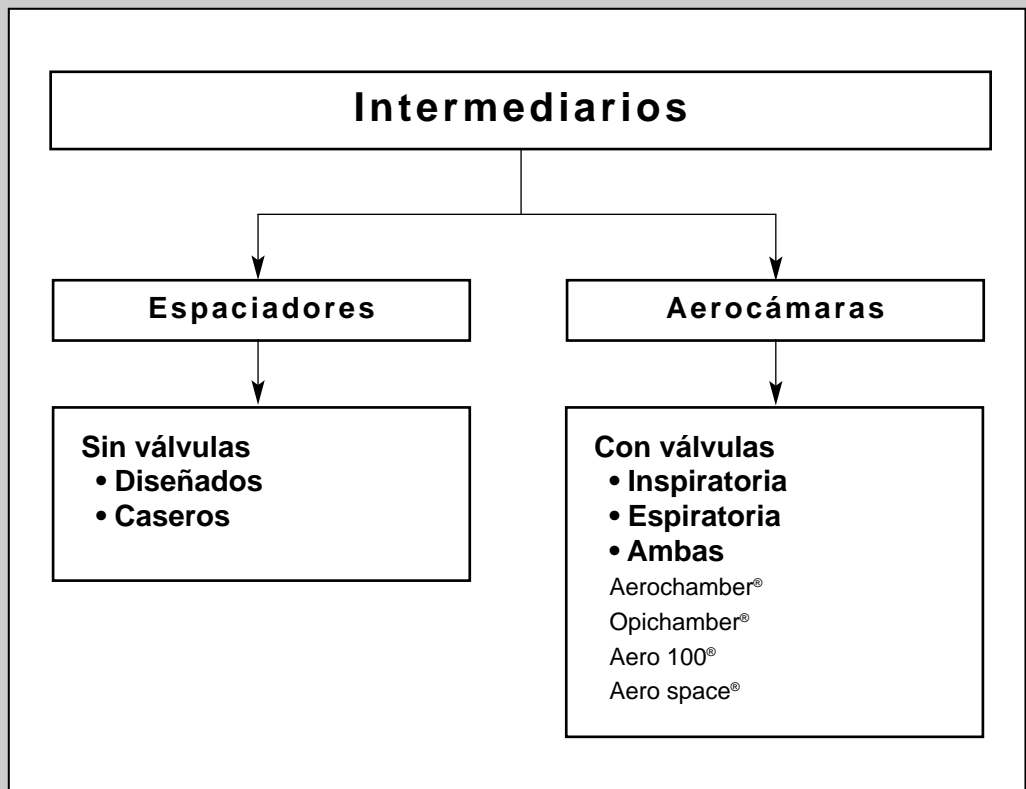 Intermediarios
Espaciadores
Aerocámaras
Sin válvulas
• Diseñados
• Caseros
Con válvulas
• Inspiratoria
• Espiratoria
• Ambas
Aerochamber®
Opichamber®
Aero 100®
Aero space®